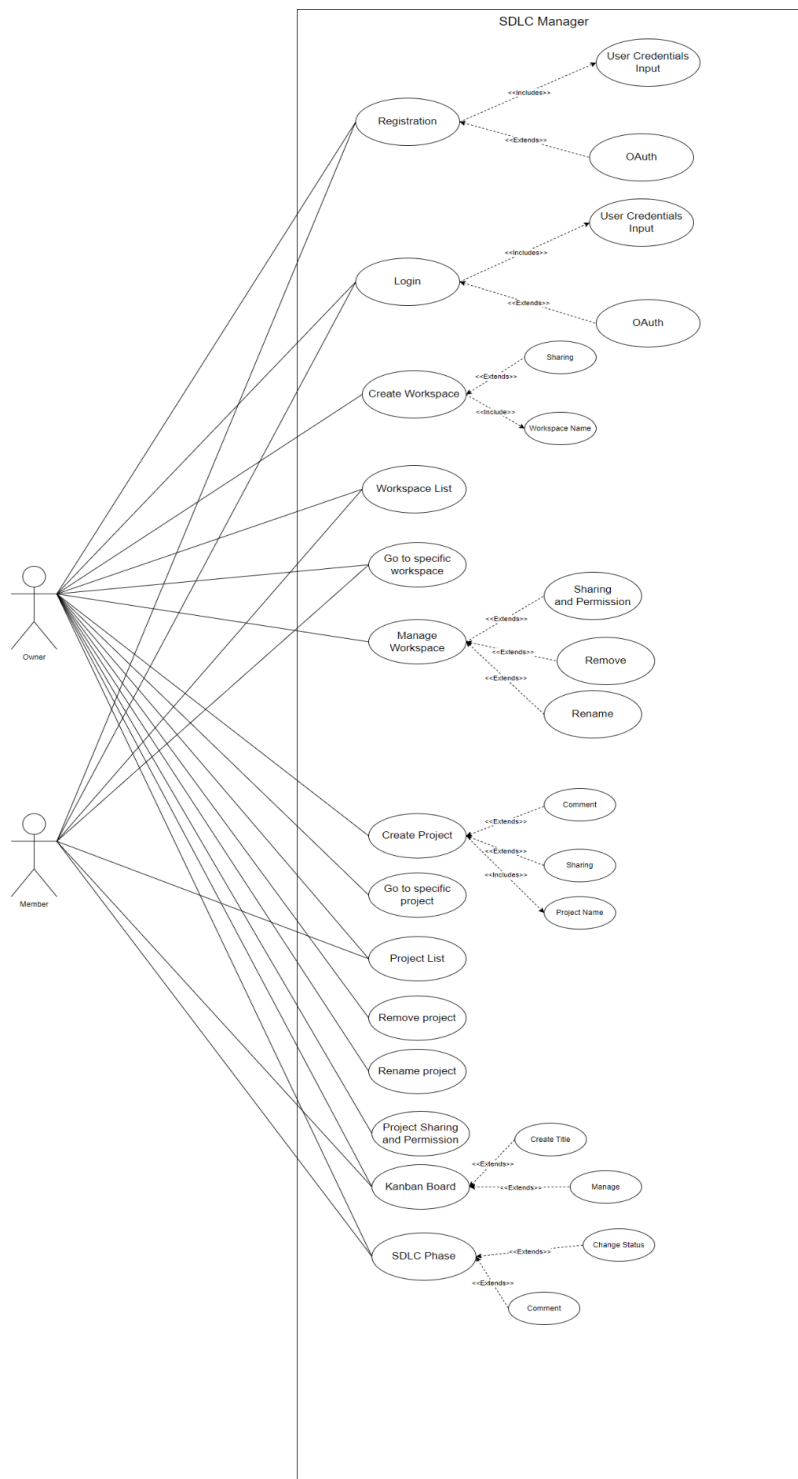 SDLC Manager
User Credentials
Input
<<Includes>>
Registration
<<Extends>>
OAuth
User Credentials
Input
<<Includes>>
Login
<<Extends>>
OAuth
Sharing
<<Extends>>
Create Workspace
<<Include>>
Workspace Name
Workspace List
Go to specific
workspace
Sharing
and Permission
<<Extends>>
Manage
Workspace
<<Extends>>
Remove
<<Extends>>
Rename
Owner
Comment
<<Extends>>
Create Project
<<Extends>>
Sharing
<<Includes>>
Project Name
Go to specific
project
Member
Project List
Remove project
Rename project
Project Sharing
and Permission
Create Title
<<Extends>>
Kanban Board
<<Extends>>
Manage
Change Status
<<Extends>>
SDLC Phase
<<Extends>>
Comment